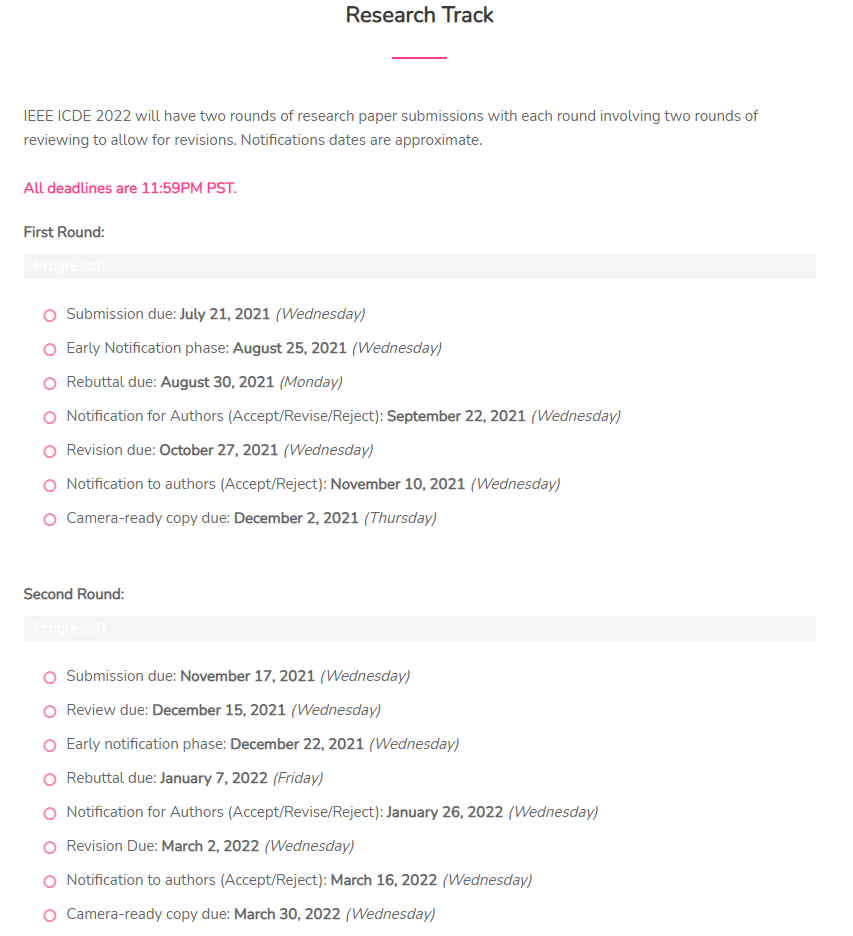 Research Track
IEEE ICDE 2022 will have two rounds of research paper submissions with each round involving two rounds of
reviewing to allow for revisions. Notifications dates are approximate.
All deadlines are 11:59PM PST.
First Round:
Progress:0
Submission due: July 21, 2021 (Wednesday)
Early Notification phase: August 25, 2021 (Wednesday)
Rebuttal due: August 30, 2021 (Monday)
Notification for Authors (Accept/Revise/Reject): September 22, 2021 (Wednesday)
Revision due: October 27, 2021 (Wednesday)
Notification to authors (Accept/Reject): November 10, 2021 (Wednesday)
Camera-ready copy due: December 2, 2021 (Thursday)
Second Round:
Progress:0
Submission due: November 17, 2021 (Wednesday)
Review due: December 15, 2021 (Wednesday)
Early notification phase: December 22, 2021 (Wednesday)
Rebuttal due: January 7, 2022 (Friday)
Notification for Authors (Accept/Revise/Reject): January 26, 2022 (Wednesday)
Revision Due: March 2, 2022 (Wednesday)
Notification to authors (Accept/Reject): March 16, 2022 (Wednesday)
Camera-ready copy due: March 30, 2022 (Wednesday)